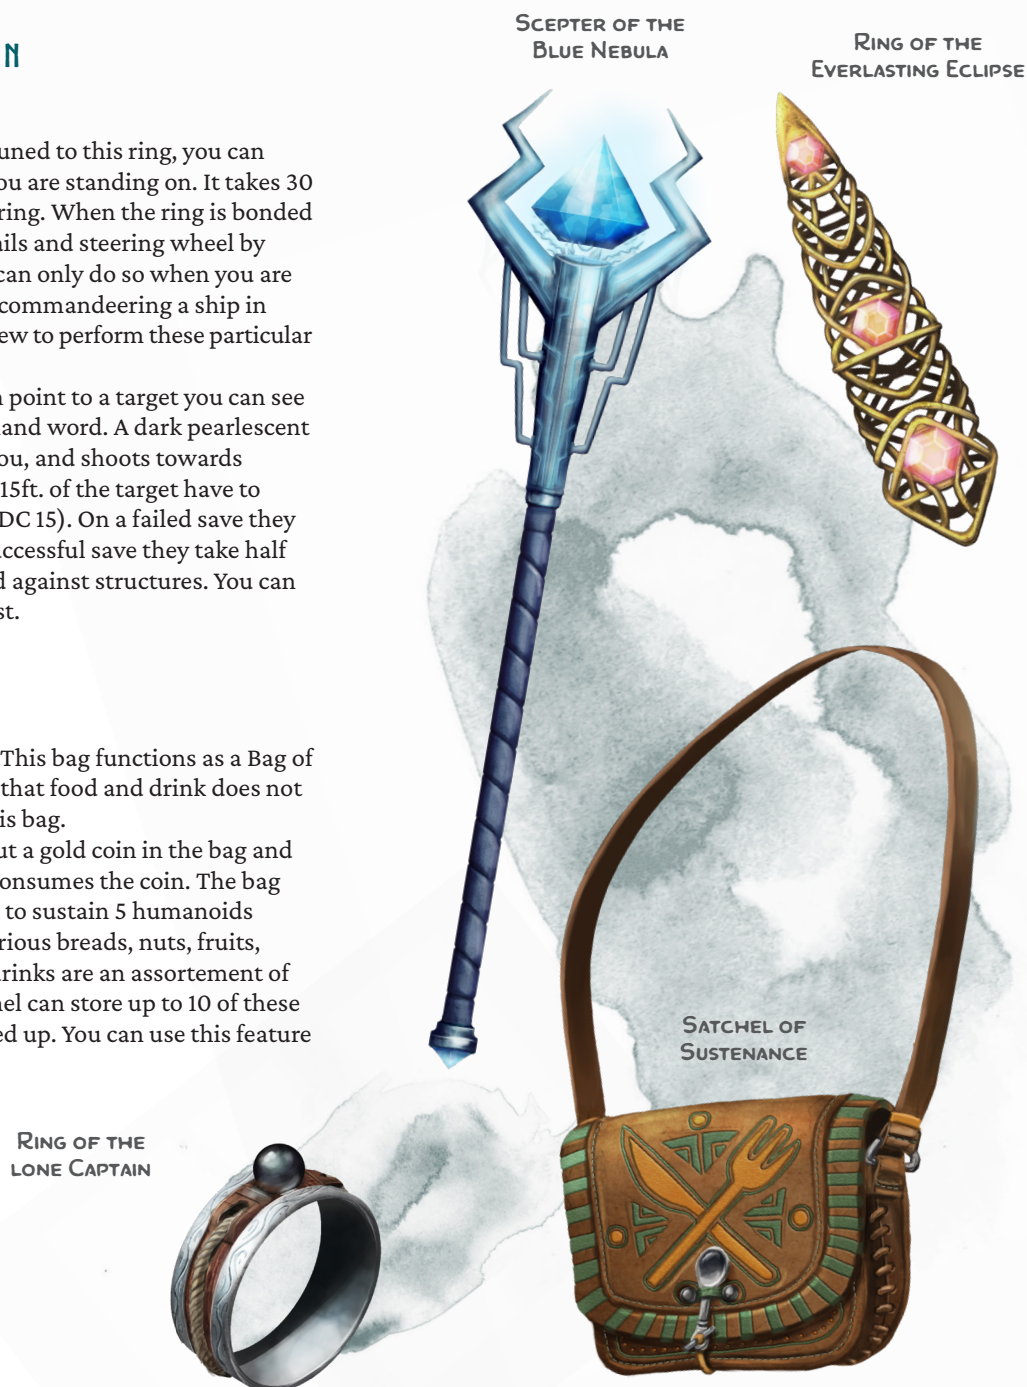 N
uned to this ring, you can
ou are standing on. It takes 30
ring. When the ring is bonded
ails and steering wheel by
can only do so when you are
commandeering a ship in
ew to perform these particular
n point to a target you can see
and word. A dark pearlescent
ou, and shoots towards
15ft. of the target have to
DC 15). On a failed save they
uccessful save they take half
d against structures. You can
st.
This bag functions as a Bag of
that food and drink does not
is bag.
ut a gold coin in the bag and
onsumes the coin. The bag
to sustain 5 humanoids
rious breads, nuts, fruits,
drinks are an assortement of
hel can store up to 10 of these
ed up. You can use this feature
Scepter of the
Blue Nebula
Ring of the
Everlasting Eclipse
Satchel of
Sustenance
Ring of the
lone Captain